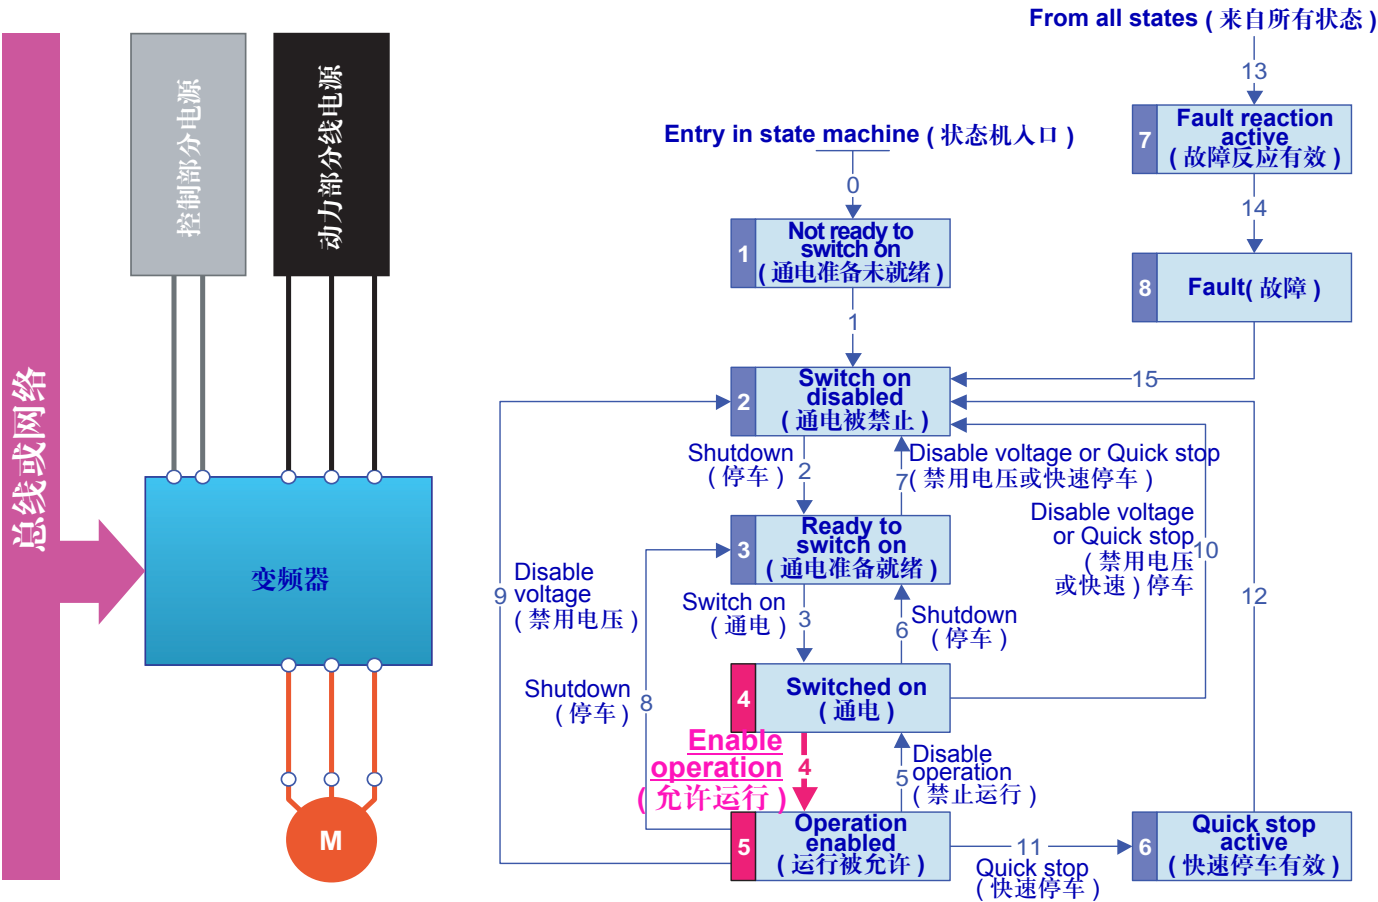 总线或网络
控制部分电源
动力部分线电源
变频器
M
From all states ( 来自所有状态 )
13
7
Fault reaction
active
( 故障反应有效 )
14
8
Fault( 故障 )
15
Entry in state machine ( 状态机入口 )
0
1
Not ready to
switch on
( 通电准备未就绪 )
1
2
Switch on
disabled
( 通电被禁止 )
Shutdown
( 停车 )
2
7
Disable voltage or Quick stop
( 禁用电压或快速停车 )
3
Ready to
switch on
( 通电准备就绪 )
Switch on
( 通电 )
3
6
Shutdown
( 停车 )
Disable voltage
or Quick stop
( 禁用电压
或快速 ) 停车
10
12
9
Disable
voltage
( 禁用电压 )
Shutdown
( 停车 )
8
4
Switched on
( 通电 )
Enable
operation
( 允许运行 )
4
5
Disable
operation
( 禁止运行 )
5
Operation
enabled
( 运行被允许 )
11
Quick stop
( 快速停车 )
6
Quick stop
active
( 快速停车有效 )